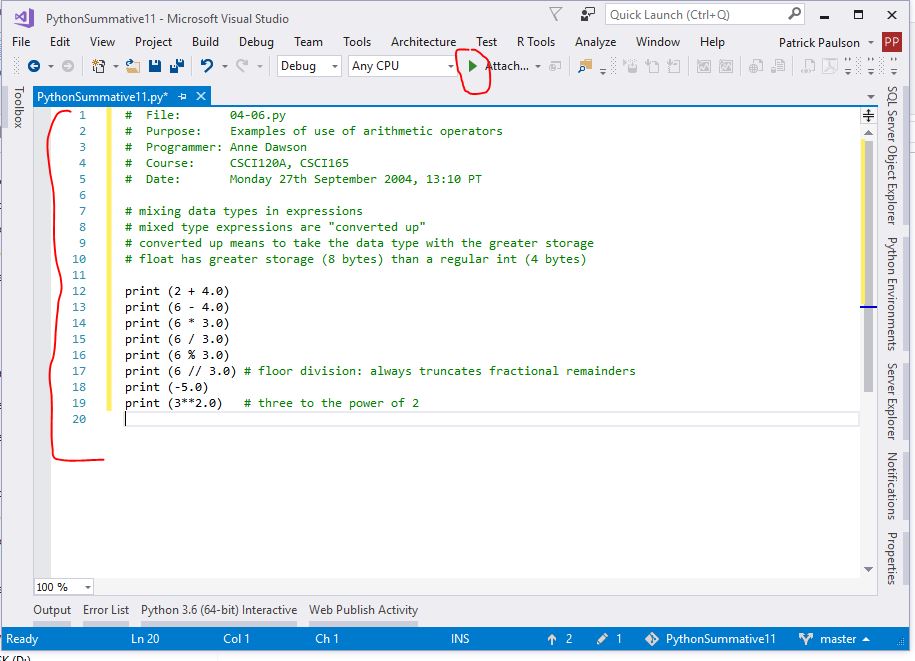 PythonSummative11 - Microsoft Visual Studio
Quick Launch (Ctrl+Q)
File Edit View Project Build Debug Team Tools Architecture Test R Tools Analyze Window Help Patrick Paulson PP
Debug Any CPU Attach...
Toolbox
PythonSummative11.py*
1 # File: 04-06.py
2 # Purpose: Examples of use of arithmetic operators
3 # Programmer: Anne Dawson
4 # Course: CSCI120A, CSCI165
5 # Date: Monday 27th September 2004, 13:10 PT
6
7 # mixing data types in expressions
8 # mixed type expressions are "converted up"
9 # converted up means to take the data type with the greater storage
10 # float has greater storage (8 bytes) than a regular int (4 bytes)
11
12 print (2 + 4.0)
13 print (6 - 4.0)
14 print (6 * 3.0)
15 print (6 / 3.0)
16 print (6 % 3.0)
17 print (6 // 3.0) # floor division: always truncates fractional remainders
18 print (-5.0)
19 print (3**2.0) # three to the power of 2
20
SQL Server Object Explorer
Python Environments
Server Explorer
Notifications
Properties
100 %
Output Error List Python 3.6 (64-bit) Interactive Web Publish Activity
Ready Ln 20 Col 1 Ch 1 INS 2 1 PythonSummative11 master